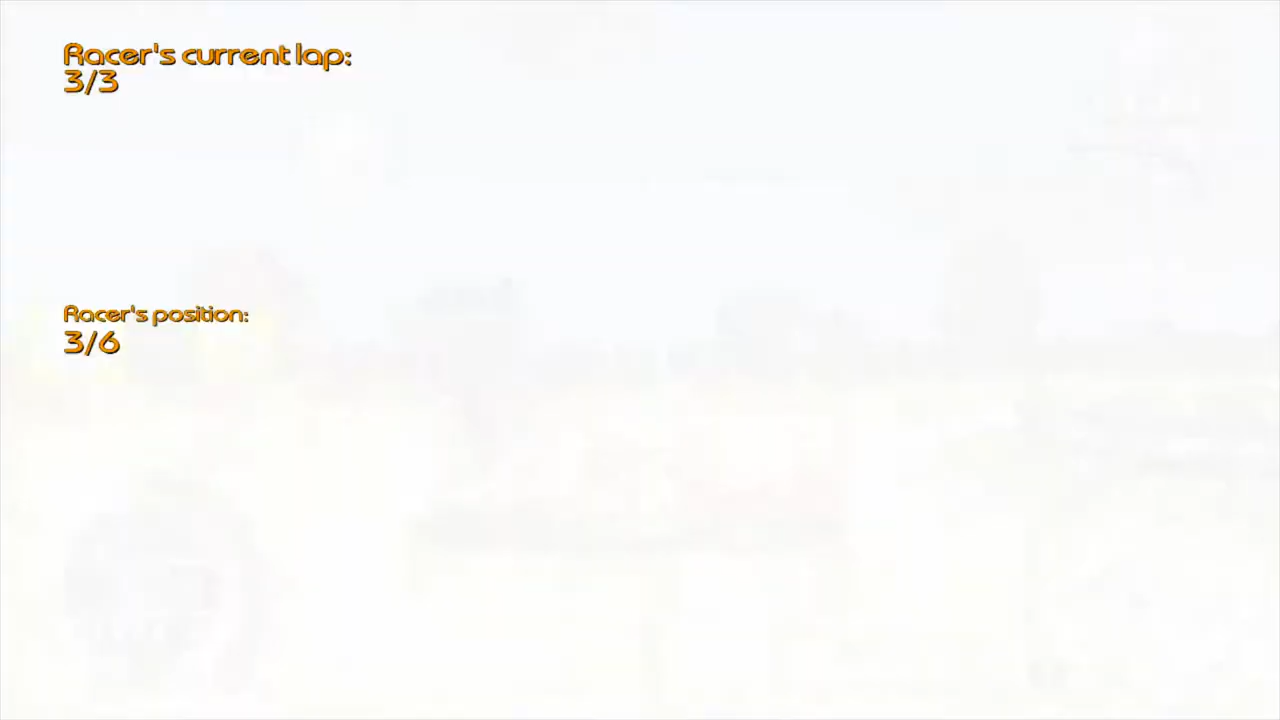 Racer's current lap:
3/3
Racer's position:
3/6